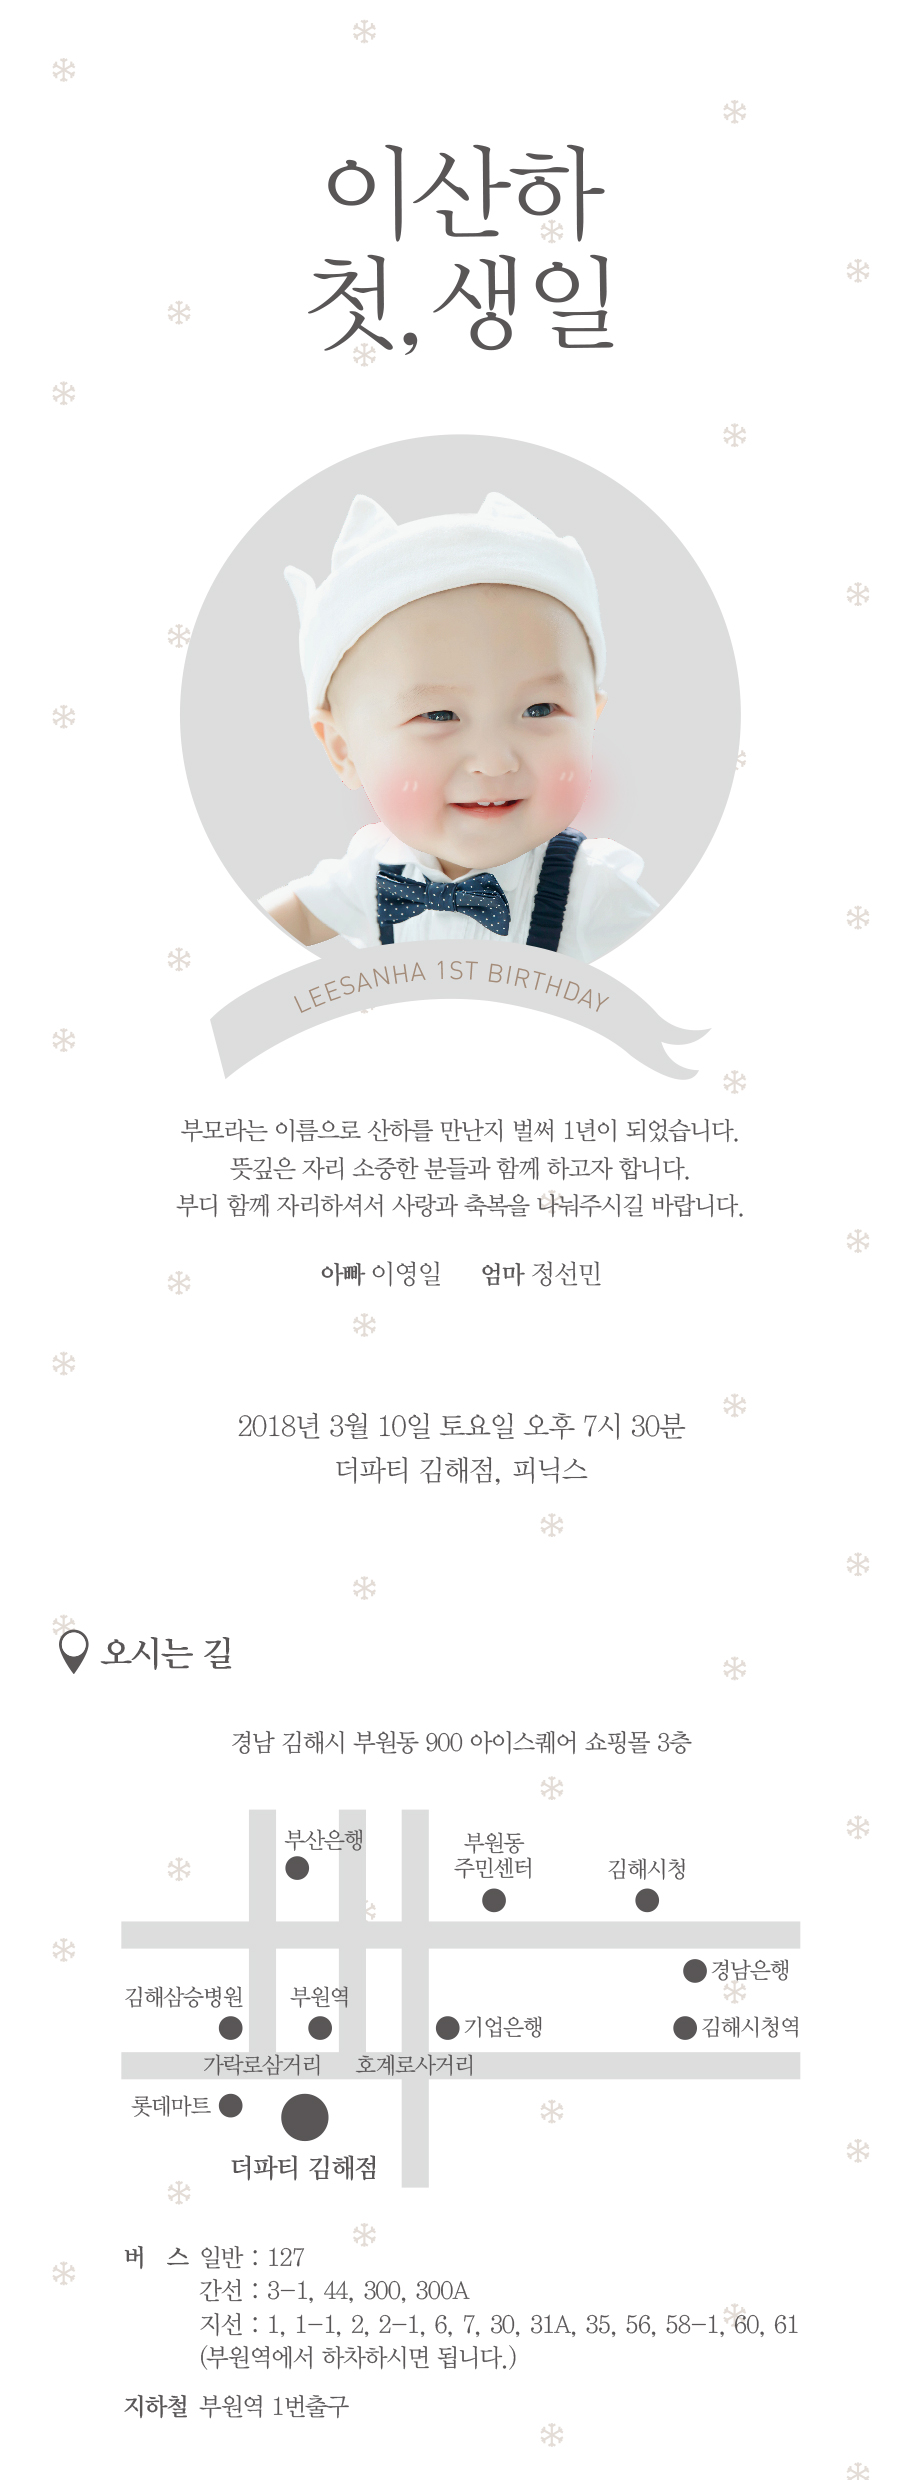 이산하
첫, 생일
LEESANHA 1ST BIRTHDAY
부모라는 이름으로 산하를 만난지 벌써 1년이 되었습니다.
뜻깊은 자리 소중한 분들과 함께 하고자 합니다.
부디 함께 자리하셔서 사랑과 축복을 나눠주시길 바랍니다.
아빠 이영일 엄마 정선민
2018년 3월 10일 토요일 오후 7시 30분
더파티 김해점, 피닉스
오시는 길
경남 김해시 부원동 900 아이스퀘어 쇼핑몰 3층
부산은행
부원동
주민센터
김해시청
경남은행
김해삼승병원
부원역
기업은행
김해시청역
가락로삼거리
호계로사거리
롯데마트
더파티 김해점
버 스 일반 : 127
간선 : 3-1, 44, 300, 300A
지선 : 1, 1-1, 2, 2-1, 6, 7, 30, 31A, 35, 56, 58-1, 60, 61
(부원역에서 하차하시면 됩니다.)
지하철 부원역 1번출구